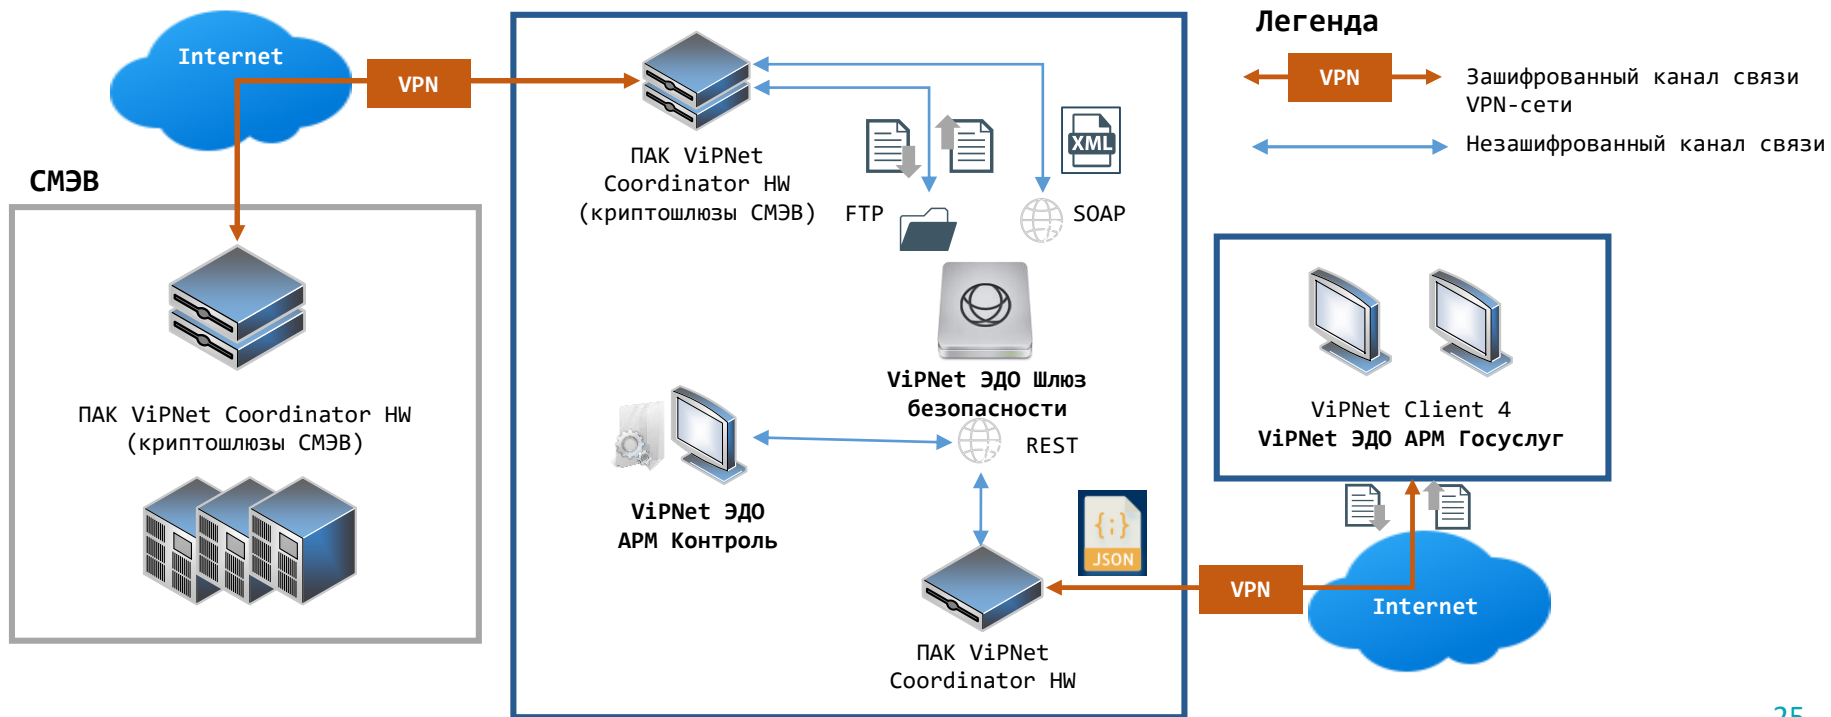 Internet
VPN
СМЭВ
ПАК ViPNet Coordinator HW
(криптошлюзы СМЭВ)
ПАК ViPNet
Coordinator HW
(криптошлюзы СМЭВ)
FTP
XML
SOAP
ViPNet ЭДО Шлюз
безопасности
REST
ViPNet ЭДО
АРМ Контроль
{;}
JSON
ПАК ViPNet
Coordinator HW
VPN
Internet
ViPNet Client 4
ViPNet ЭДО АРМ Госуслуг
Легенда
VPN
Зашифрованный канал связи
VPN-сети
Незашифрованный канал связи
25